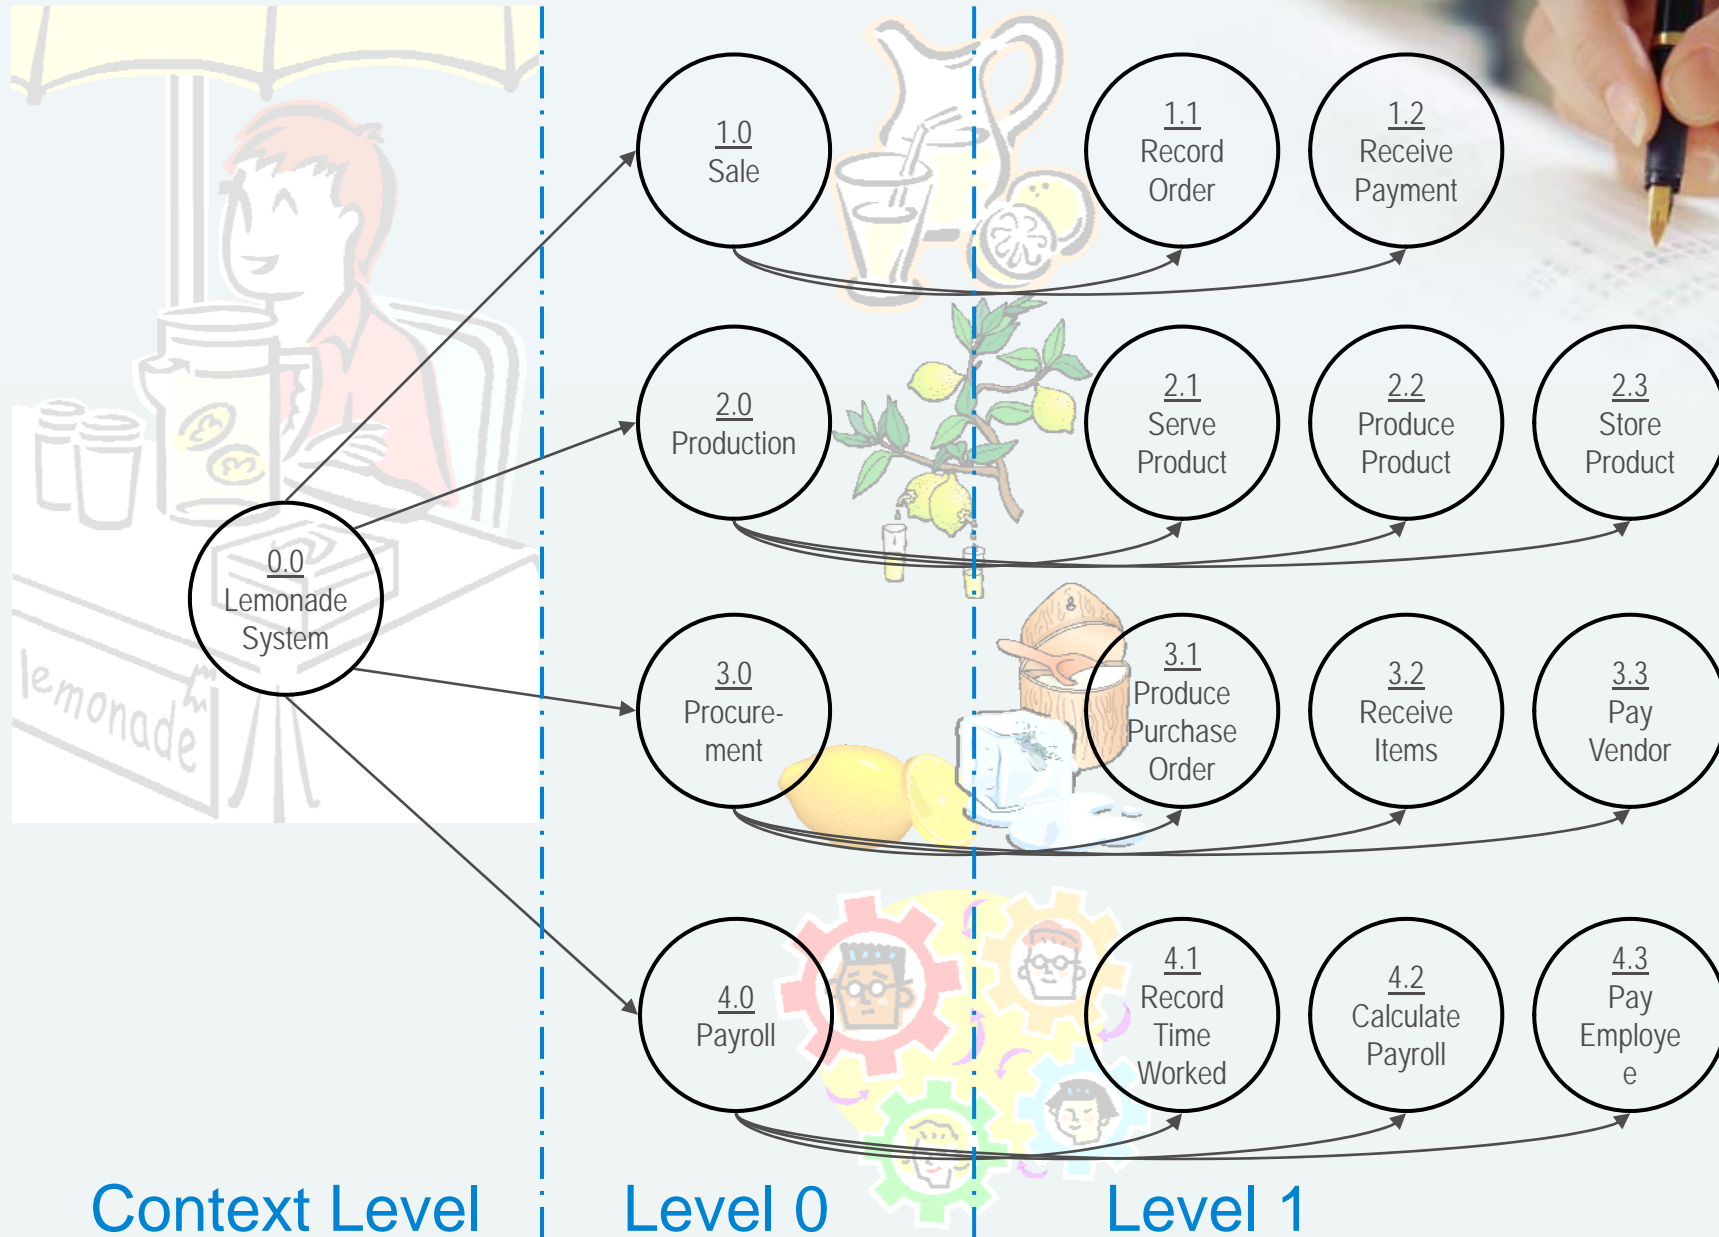 1.0
Sale
1.1
Record
Order
1.2
Receive
Payment
2.0
Production
2.1
Serve
Product
2.2
Produce
Product
2.3
Store
Product
0.0
Lemonade
System
lemonade
3.0
Procure-
ment
3.1
Produce
Purchase
Order
3.2
Receive
Items
3.3
Pay
Vendor
4.0
Payroll
4.1
Record
Time
Worked
4.2
Calculate
Payroll
4.3
Pay
Employe
e
Context Level
Level 0
Level 1